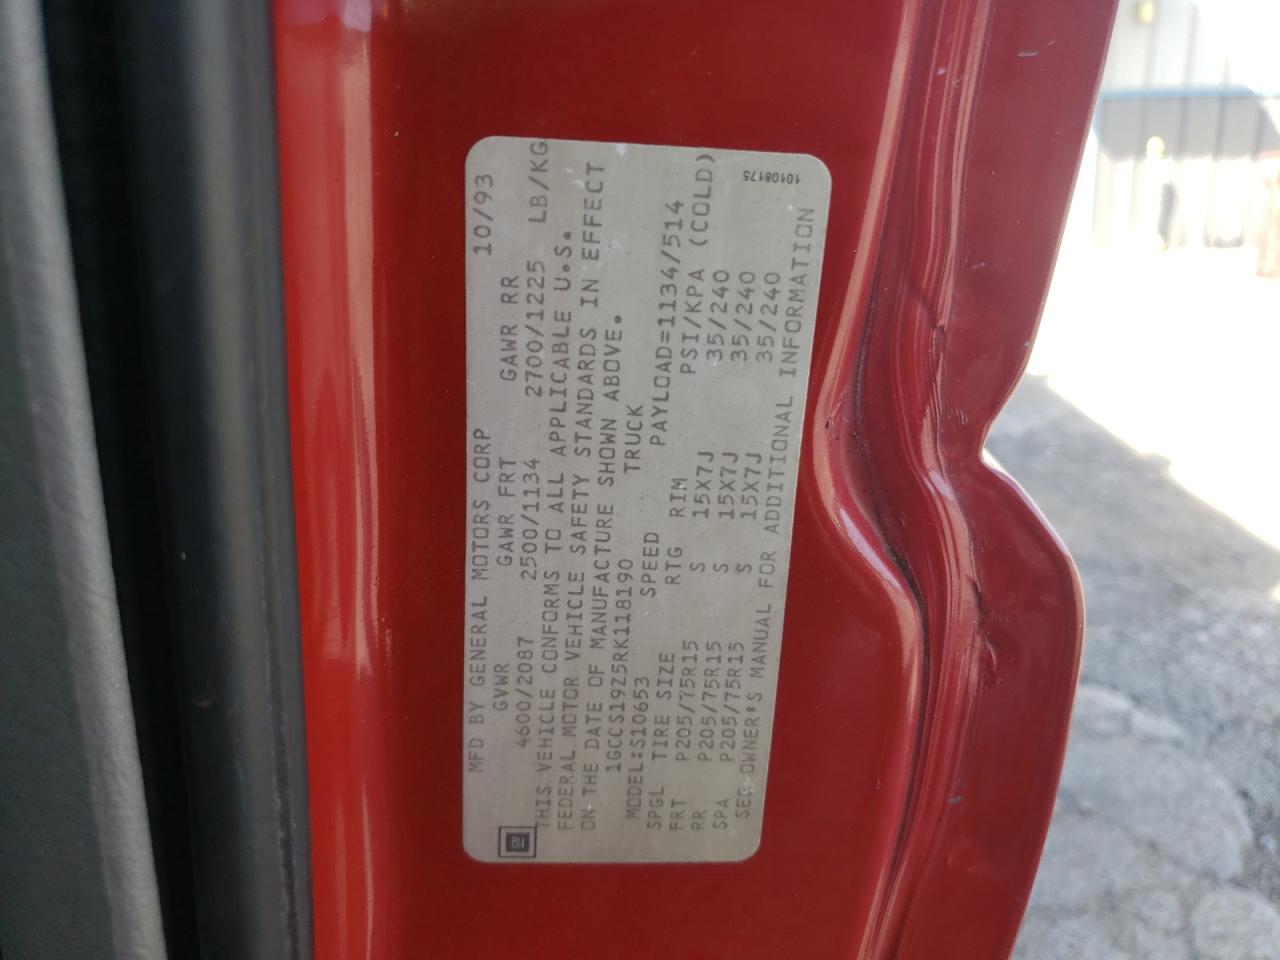 MFD BY GENERAL MOTORS CORP 10/93
GVWR GAWR FRT GAWR RR
4600/2087 2500/1134 2700/1225 LB/KG
THIS VEHICLE CONFORMS TO ALL APPLICABLE U.S.
FEDERAL MOTOR VEHICLE SAFETY STANDARDS IN EFFECT
ON THE DATE OF MANUFACTURE SHOWN ABOVE.
1GCCS19Z5RK118190 TRUCK
MODEL:S10653 PAYLOAD=1134/514
SPGL TIRE SIZE SPEED RTG RIM PSI/KPA (COLD)
FRT P205/75R15 S 15X7J 35/240
RR P205/75R15 S 15X7J 35/240
SPA P205/75R15 S 15X7J 35/240
SEE OWNER'S MANUAL FOR ADDITIONAL INFORMATION
10108175
GM